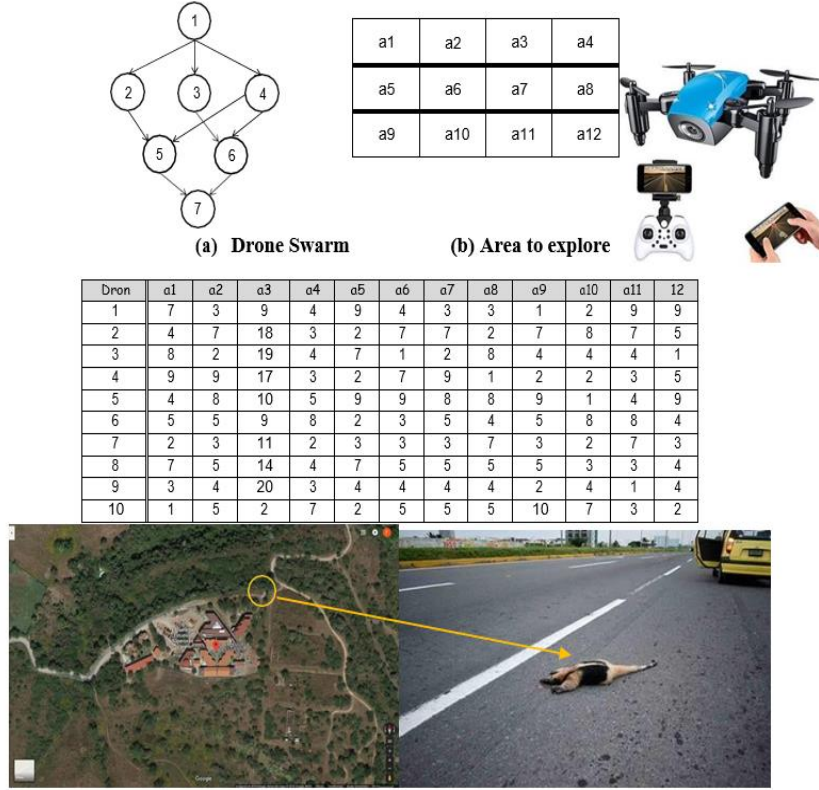 1
2 3 4
5 6
7
a1 a2 a3 a4
a5 a6 a7 a8
a9 a10 a11 a12
(a) Drone Swarm
(b) Area to explore
Dron a1 a2 a3 a4 a5 a6 a7 a8 a9 a10 a11 12
1 7 3 9 4 9 4 3 3 1 2 9 9
2 4 7 18 3 2 7 7 2 7 8 7 5
3 8 2 19 4 7 1 2 8 4 4 4 1
4 9 9 17 3 2 7 9 1 2 2 3 5
5 4 8 10 5 9 9 8 8 9 1 4 9
6 5 5 9 8 2 3 5 4 5 8 8 4
7 2 3 11 2 3 3 3 7 3 2 7 3
8 7 5 14 4 7 5 5 5 5 3 3 4
9 3 4 20 3 4 4 4 4 2 4 1 4
10 1 5 2 7 2 5 5 5 10 7 3 2
Google